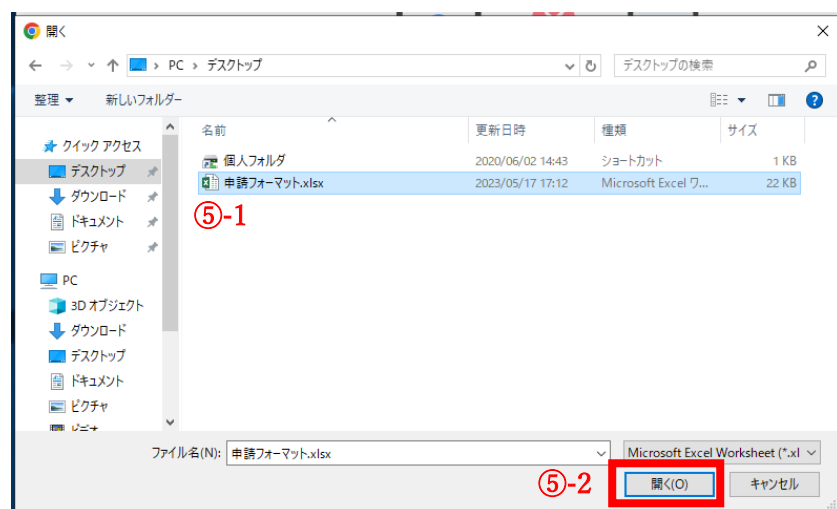 開く
PC › デスクトップ
デスクトップの検索
整理 新しいフォルダー
名前 更新日時 種類 サイズ
クイック アクセス
デスクトップ
ダウンロード
ドキュメント
ピクチャ
PC
3D オブジェクト
ダウンロード
デスクトップ
ドキュメント
ピクチャ
ビデオ
個人フォルダ 2020/06/02 14:43 ショートカット 1 KB
申請フォーマット.xlsx 2023/05/17 17:12 Microsoft Excel ワ... 22 KB
⑤-1
ファイル名(N): 申請フォーマット.xlsx Microsoft Excel Worksheet (*.xl
⑤-2
開く(O) キャンセル